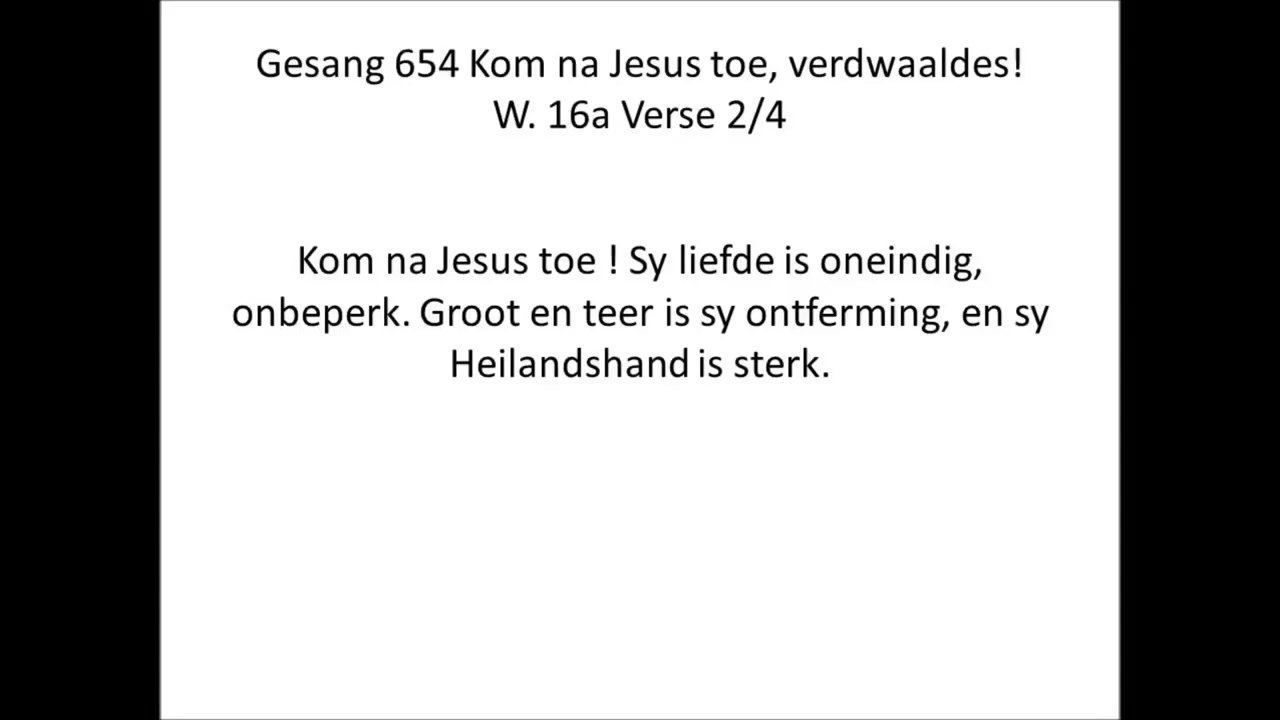 Gesang 654 Kom na Jesus toe, verdwaaldes!
W. 16a Verse 2/4
Kom na Jesus toe ! Sy liefde is oneindig,
onbeperk. Groot en teer is sy ontferming, en sy
Heilandshand is sterk.